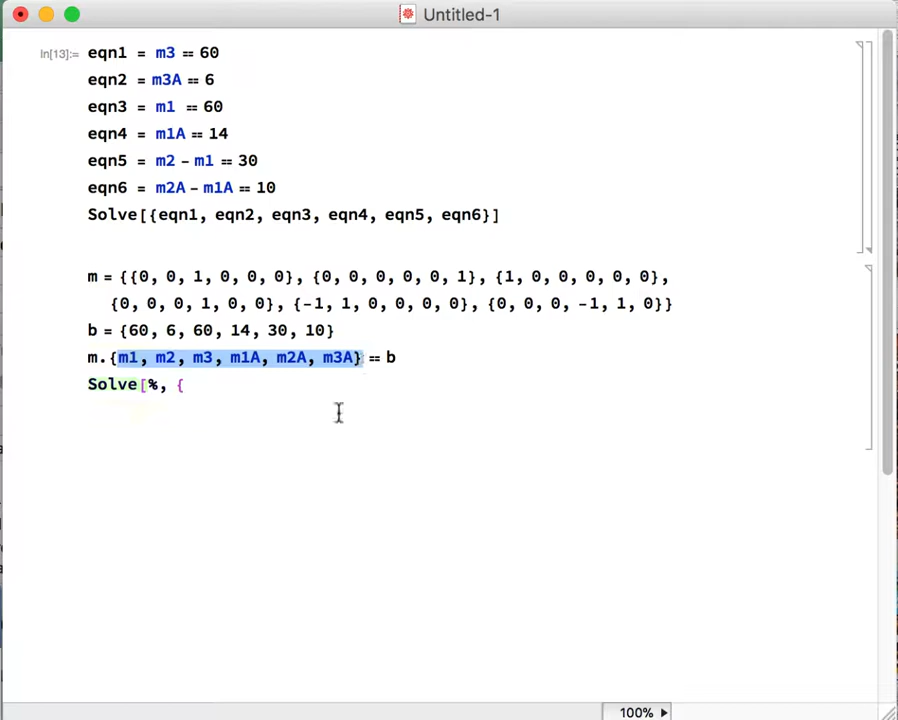 Untitled-1
In[13]:= eqn1 = m3 == 60
eqn2 = m3A == 6
eqn3 = m1 == 60
eqn4 = m1A == 14
eqn5 = m2 - m1 == 30
eqn6 = m2A - m1A == 10
Solve[{eqn1, eqn2, eqn3, eqn4, eqn5, eqn6}]
m = {{0, 0, 1, 0, 0, 0}, {0, 0, 0, 0, 0, 1}, {1, 0, 0, 0, 0, 0},
{0, 0, 0, 1, 0, 0}, {-1, 1, 0, 0, 0, 0}, {0, 0, 0, -1, 1, 0}}
b = {60, 6, 60, 14, 30, 10}
m.{m1, m2, m3, m1A, m2A, m3A} == b
Solve[%, {
100%